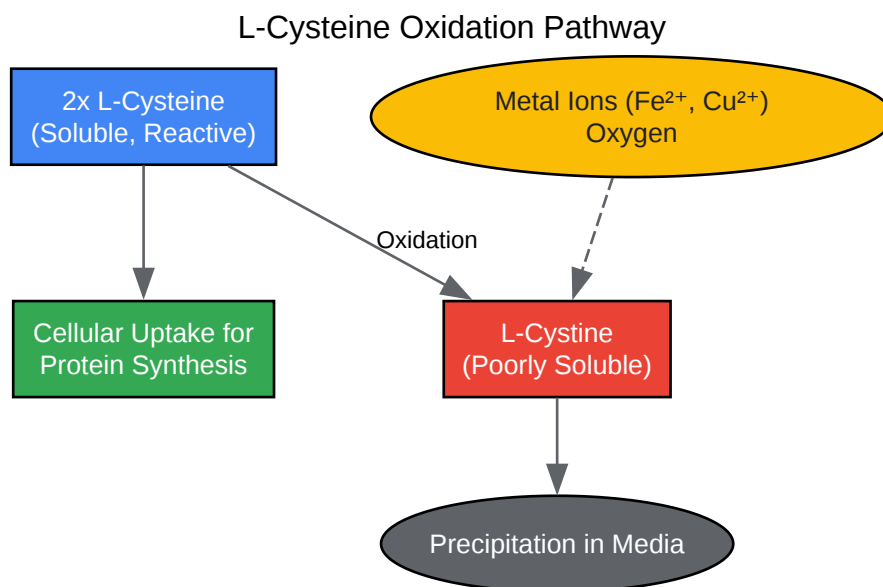 L-Cysteine Oxidation Pathway
2x L-Cysteine
(Soluble, Reactive)
Metal Ions (Fe²⁺, Cu²⁺)
Oxygen
Oxidation
Cellular Uptake for
Protein Synthesis
L-Cystine
(Poorly Soluble)
Precipitation in Media